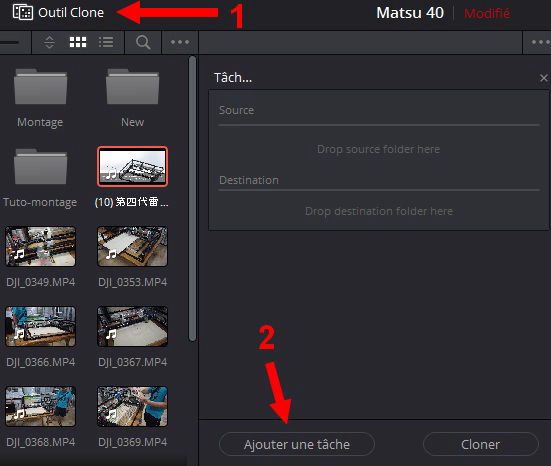 Outil Clone
1
Matsu 40
Modifié
Tâch...
×
Source
Montage
New
Drop source folder here
Destination
Tuto-montage
(10) 第四代雷...
Drop destination folder here
DJI_0349.MP4
DJI_0353.MP4
DJI_0366.MP4
DJI_0367.MP4
2
DJI_0368.MP4
DJI_0369.MP4
Ajouter une tâche
Cloner